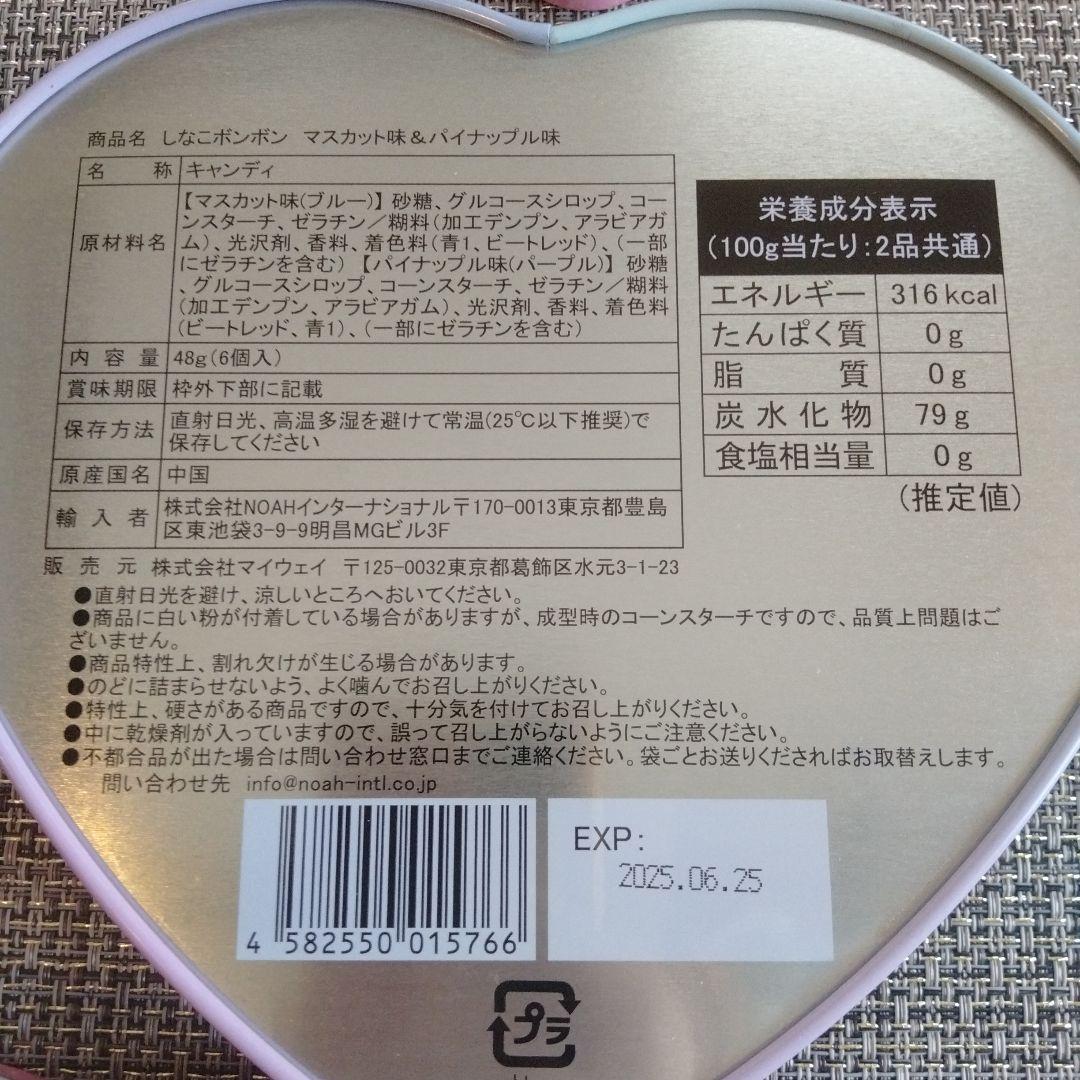 商品名 しなこボンボン マスカット味&パイナップル味
名称 キャンディ
原材料名
【マスカット味(ブルー)】 砂糖、グルコースシロップ、コー
ンスターチ、ゼラチン/糊料(加工デンプン、アラビアガ
ム)、光沢剤、香料、着色料(青1、ビートレッド)、(一部
にゼラチンを含む) 【パイナップル味(パープル)】 砂糖
、グルコースシロップ、コーンスターチ、ゼラチン/糊料
(加工デンプン、アラビアガム)、光沢剤、香料、着色料
(ビートレッド、青1)、(一部にゼラチンを含む)
内容量 48g(6個入)
賞味期限 枠外下部に記載
保存方法
直射日光、高温多湿を避けて常温(25℃以下推奨)で
保存してください
原産国名 中国
輸入者
株式会社NOAHインターナショナル〒170-0013東京都豊島
区東池袋3-9-9明昌MGビル3F
販売元 株式会社マイウェイ 〒125-0032東京都葛飾区水元3-1-23
栄養成分表示
(100g当たり:2品共通)
エネルギー 316kcal
たんぱく質 0g
脂質 0g
炭水化物 79g
食塩相当量 0g
(推定値)
●直射日光を避け、涼しいところへおいてください。
●商品に白い粉が付着している場合がありますが、成型時のコーンスターチですので、品質上問題はご
ざいません。
●商品特性上、割れ欠けが生じる場合があります。
●のどに詰まらせないよう、よく噛んでお召し上がりください。
●特性上、硬さがある商品ですので、十分気を付けてお召し上がりください。
●中に乾燥剤が入っていますので、誤って召し上がらないようにご注意ください。
●不都合品が出た場合は問い合わせ窓口までご連絡ください。袋ごとお送りくださればお取替えします。
問い合わせ先 info@noah-intl.co.jp
4 582550 015766
EXP:
2025.06.25
プラ